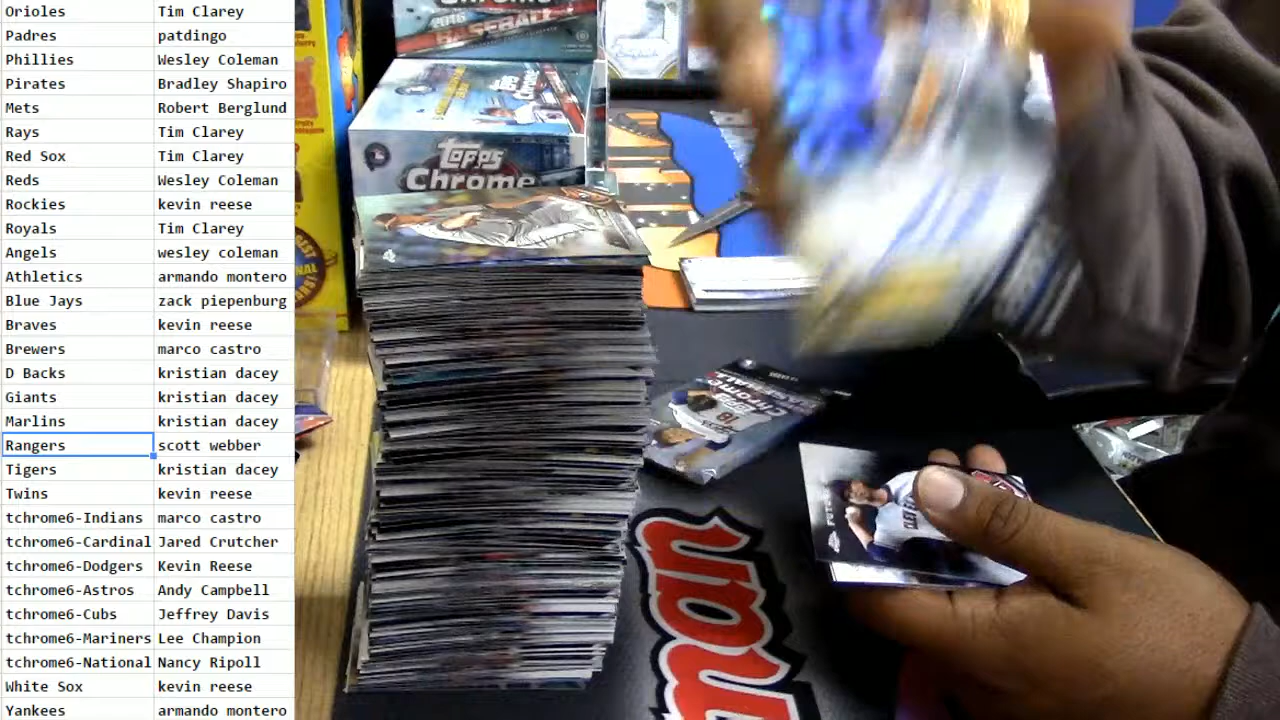 Orioles Tim Clarey
Padres patdingo
Phillies Wesley Coleman
Pirates Bradley Shapiro
Mets Robert Berglund
Rays Tim Clarey
Red Sox Tim Clarey
Reds Wesley Coleman
Rockies kevin reese
Royals Tim Clarey
Angels wesley coleman
Athletics armando montero
Blue Jays zack piepenburg
Braves kevin reese
Brewers marco castro
D Backs kristian dacey
Giants kristian dacey
Marlins kristian dacey
Rangers scott webber
Tigers kristian dacey
Twins kevin reese
tchrome6-Indians marco castro
tchrome6-Cardinal Jared Crutcher
tchrome6-Dodgers Kevin Reese
tchrome6-Astros Andy Campbell
tchrome6-Cubs Jeffrey Davis
tchrome6-Mariners Lee Champion
tchrome6-National Nancy Ripoll
White Sox kevin reese
Yankees armando montero
Chrome
2016
BASEBALL
Topps
Chrome